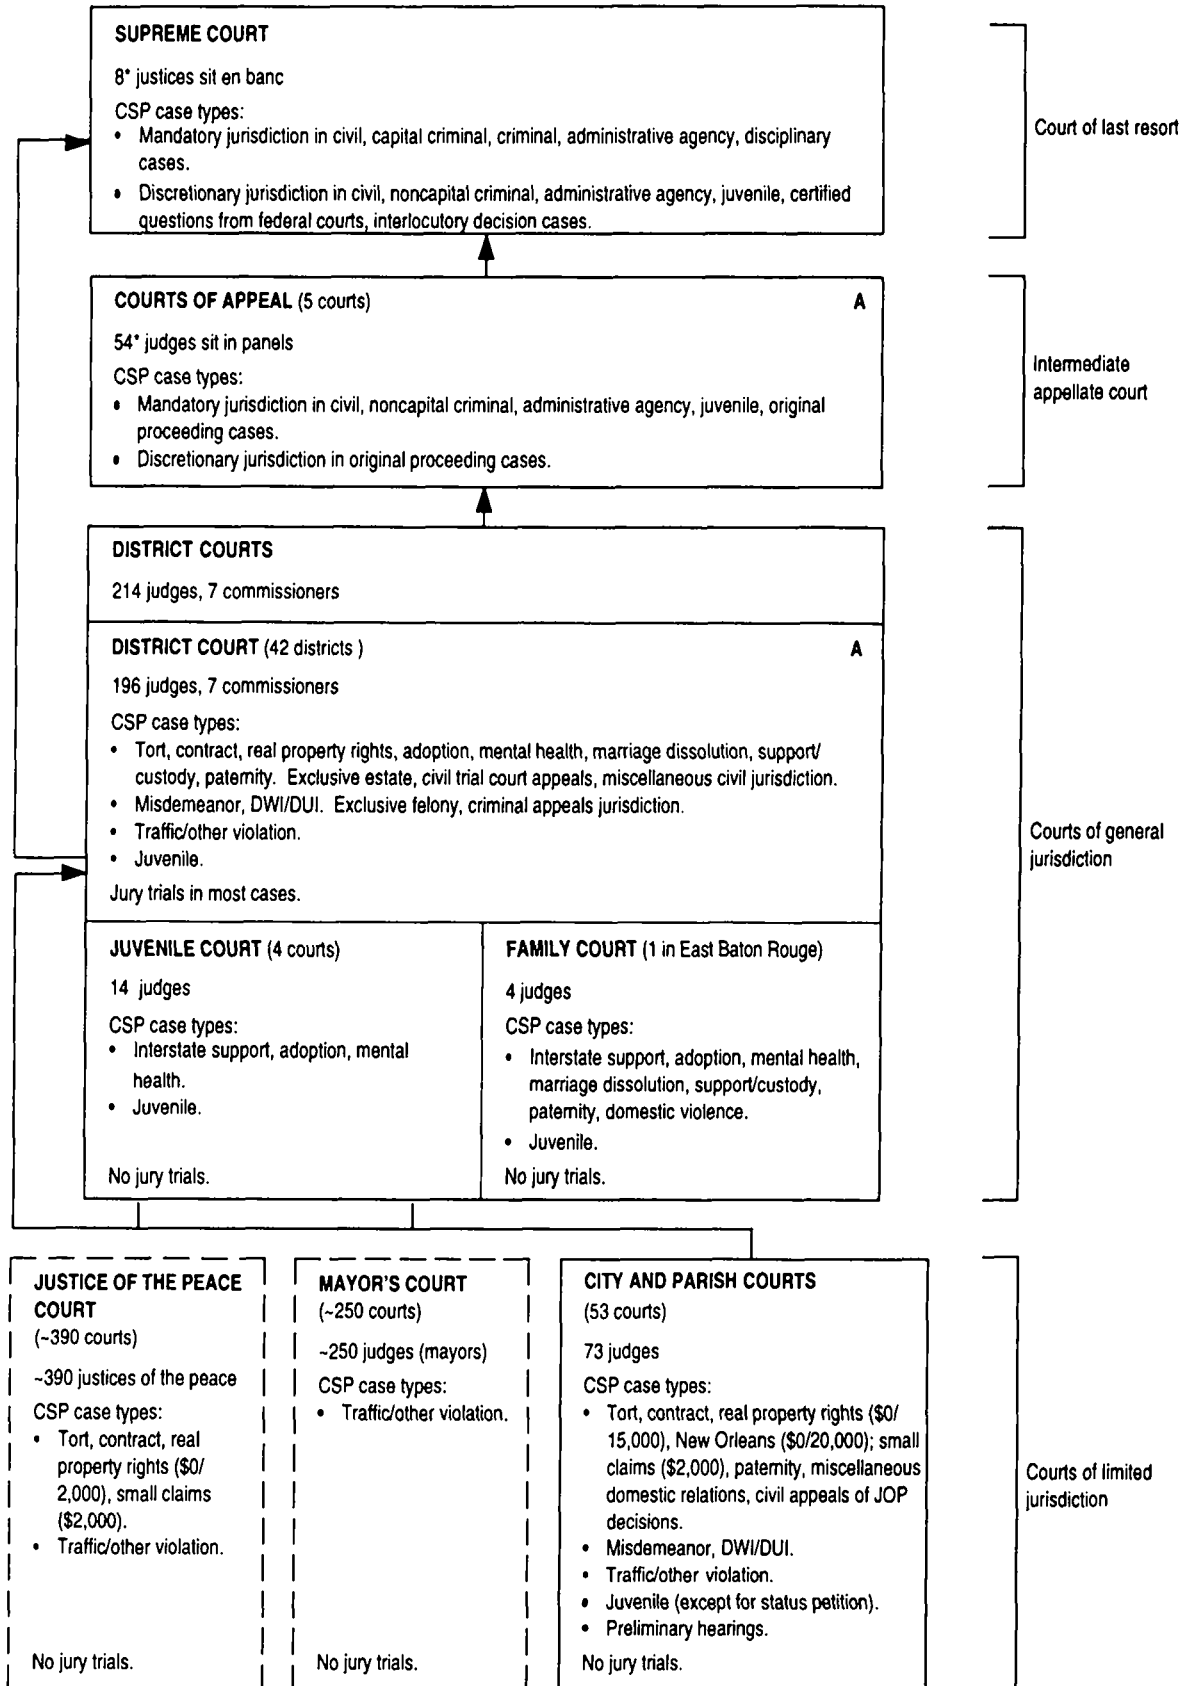 SUPREME COURT
8* justices sit en banc
CSP case types:
• Mandatory jurisdiction in civil, capital criminal, criminal, administrative agency, disciplinary
cases.
• Discretionary jurisdiction in civil, noncapital criminal, administrative agency, juvenile, certified
questions from federal courts, interlocutory decision cases.
Court of last resort
COURTS OF APPEAL (5 courts) A
54* judges sit in panels
CSP case types:
• Mandatory jurisdiction in civil, noncapital criminal, administrative agency, juvenile, original
proceeding cases.
• Discretionary jurisdiction in original proceeding cases.
Intermediate
appellate court
DISTRICT COURTS
214 judges, 7 commissioners
DISTRICT COURT (42 districts ) A
196 judges, 7 commissioners
CSP case types:
• Tort, contract, real property rights, adoption, mental health, marriage dissolution, support/
custody, paternity. Exclusive estate, civil trial court appeals, miscellaneous civil jurisdiction.
• Misdemeanor, DWI/DUI. Exclusive felony, criminal appeals jurisdiction.
• Traffic/other violation.
• Juvenile.
Jury trials in most cases.
JUVENILE COURT (4 courts)
14 judges
CSP case types:
• Interstate support, adoption, mental
health.
• Juvenile.
No jury trials.
FAMILY COURT (1 in East Baton Rouge)
4 judges
CSP case types:
• Interstate support, adoption, mental health,
marriage dissolution, support/custody,
paternity, domestic violence.
• Juvenile.
No jury trials.
Courts of general
jurisdiction
JUSTICE OF THE PEACE
COURT
(~390 courts)
~390 justices of the peace
CSP case types:
• Tort, contract, real
property rights ($0/
2,000), small claims
($2,000).
• Traffic/other violation.
No jury trials.
MAYOR'S COURT
(~250 courts)
~250 judges (mayors)
CSP case types:
• Traffic/other violation.
No jury trials.
CITY AND PARISH COURTS
(53 courts)
73 judges
CSP case types:
• Tort, contract, real property rights ($0/
15,000), New Orleans ($0/20,000); small
claims ($2,000), paternity, miscellaneous
domestic relations, civil appeals of JOP
decisions.
• Misdemeanor, DWI/DUI.
• Traffic/other violation.
• Juvenile (except for status petition).
• Preliminary hearings.
No jury trials.
Courts of limited
jurisdiction